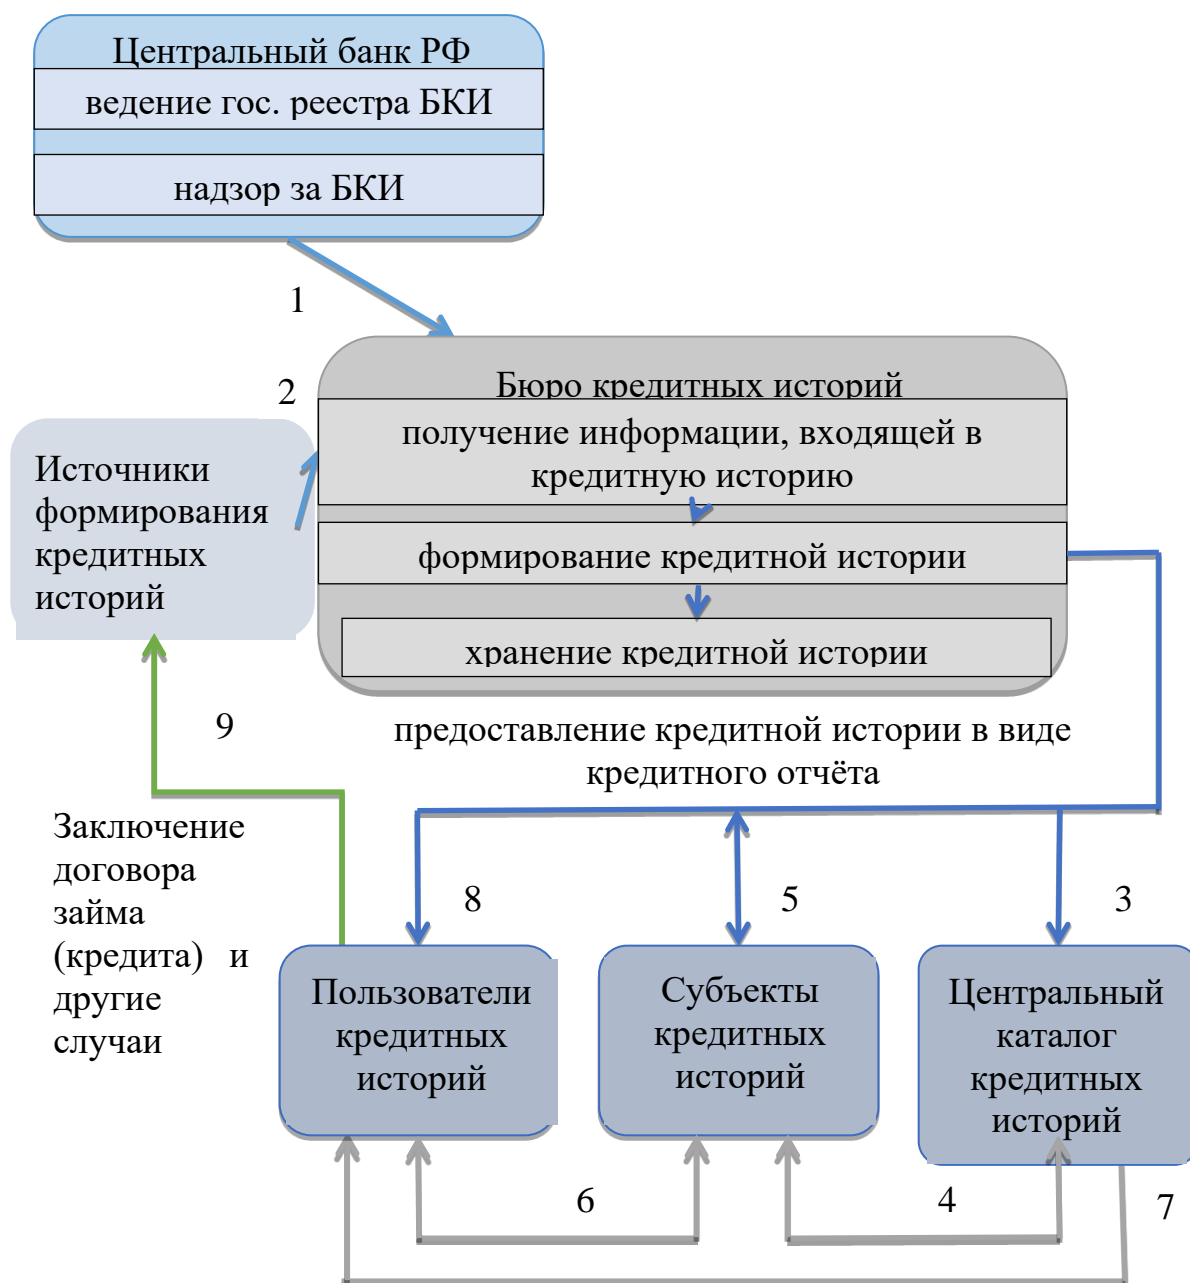 Центральный банк РФ
ведение гос. реестра БКИ
надзор за БКИ
1
2
Бюро кредитных историй
получение информации, входящей в
кредитную историю
формирование кредитной истории
хранение кредитной истории
Источники
формирования
кредитных
историй
9
предоставление кредитной истории в виде
кредитного отчёта
Заключение
договора
займа
(кредита) и
другие
случаи
8
5
3
Пользователи
кредитных
историй
Субъекты
кредитных
историй
Центральный
каталог
кредитных
историй
6
4
7